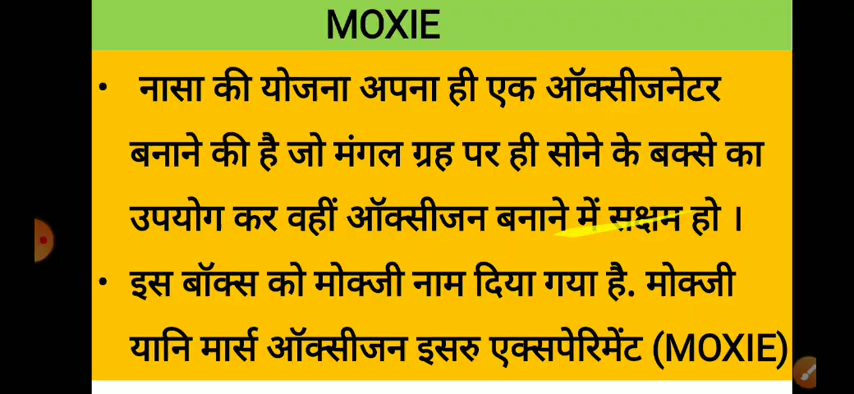 MOXIE
• नासा की योजना अपना ही एक ऑक्सीजनेटर
बनाने की है जो मंगल ग्रह पर ही सोने के बक्से का
उपयोग कर वहीं ऑक्सीजन बनाने में सक्षम हो ।
• इस बॉक्स को मोक्जी नाम दिया गया है. मोक्जी
यानि मार्स ऑक्सीजन इसरु एक्सपेरिमेंट (MOXIE)